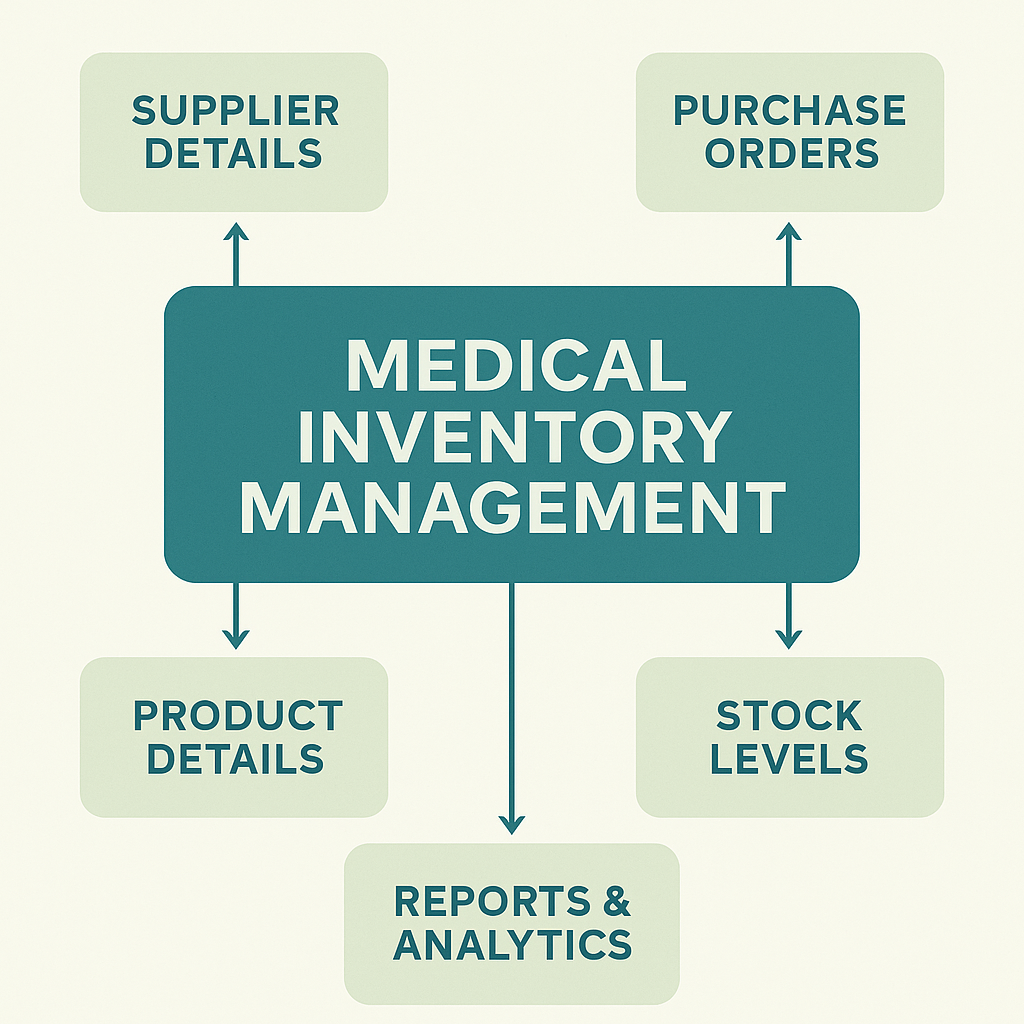 SUPPLIER
DETAILS
PURCHASE
ORDERS
MEDICAL
INVENTORY
MANAGEMENT
PRODUCT
DETAILS
STOCK
LEVELS
REPORTS &
ANALYTICS